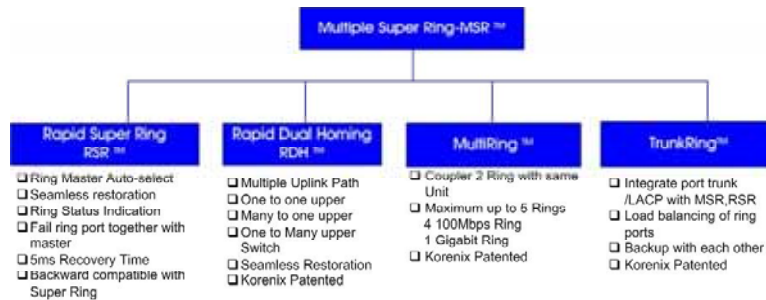 Multiple Super Ring-MSR ™
Rapid Super Ring
RSR ™
❑ Ring Master Auto-select
❑ Seamless restoration
❑ Ring Status Indication
❑ Fail ring port together with
master
❑ 5ms Recovery Time
❑ Backward compatible with
Super Ring
Rapid Dual Homing
RDH ™
❑ Multiple Uplink Path
❑ One to one upper
❑ Many to one upper
❑ One to Many upper
Switch
❑ Seamless Restoration
❑ Korenix Patented
MultiRing ™
❑ Coupler 2 Ring with same
Unit
❑ Maximum up to 5 Rings
4 100Mbps Ring
1 Gigabit Ring
❑ Korenix Patented
TrunkRing™
❑ Integrate port trunk
/LACP with MSR,RSR
❑ Load balancing of ring
ports
❑ Backup with each other
❑ Korenix Patented